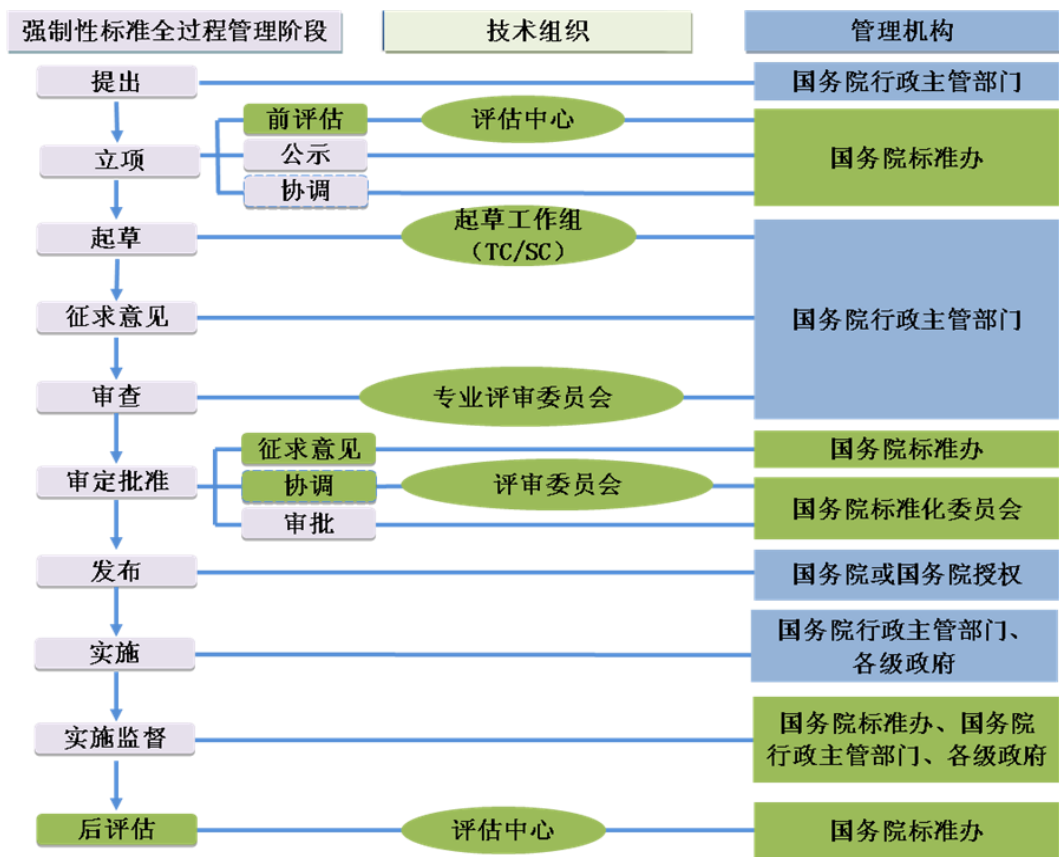 强制性标准全过程管理阶段
技术组织
管理机构
提出
国务院行政主管部门
立项
前评估
评估中心
公示
协调
国务院标准办
起草
起草工作组
（TC/SC）
征求意见
国务院行政主管部门
审查
专业评审委员会
审定批准
征求意见
国务院标准办
协调
评审委员会
审批
国务院标准化委员会
发布
国务院或国务院授权
实施
国务院行政主管部门、
各级政府
实施监督
国务院标准办、国务院
行政主管部门、各级政府
后评估
评估中心
国务院标准办